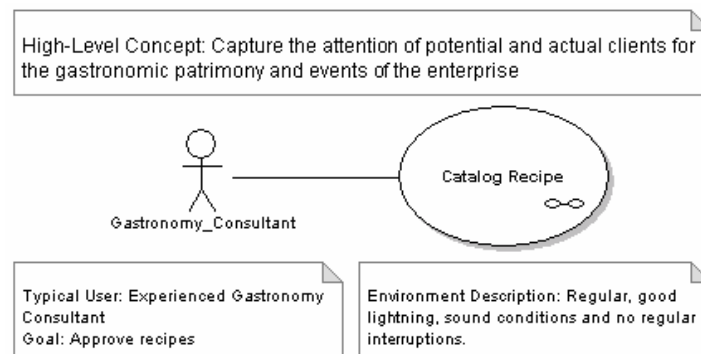 High-Level Concept: Capture the attention of potential and actual clients for
the gastronomic patrimony and events of the enterprise
Catalog Recipe
Gastronomy_Consultant
Typical User: Experienced Gastronomy
Consultant
Goal: Approve recipes
Environment Description: Regular, good
lightning, sound conditions and no regular
interruptions.